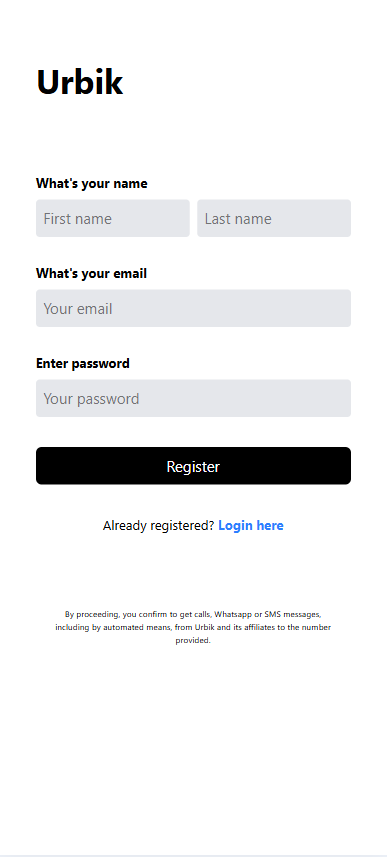 Urbik
What's your name
First name Last name
What's your email
Your email
Enter password
Your password
Register
Already registered? Login here
By proceeding, you confirm to get calls, Whatsapp or SMS messages,
including by automated means, from Urbik and its affiliates to the number
provided.